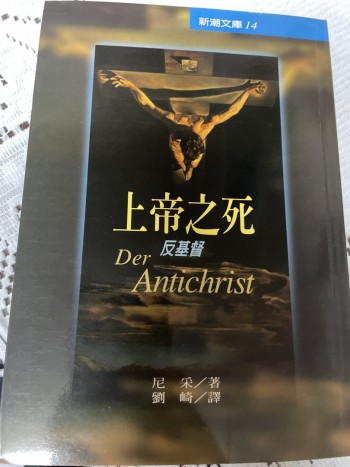 新潮文庫 14
上帝之死
反基督
Der
Antichrist
尼采／著
劉崎／譯